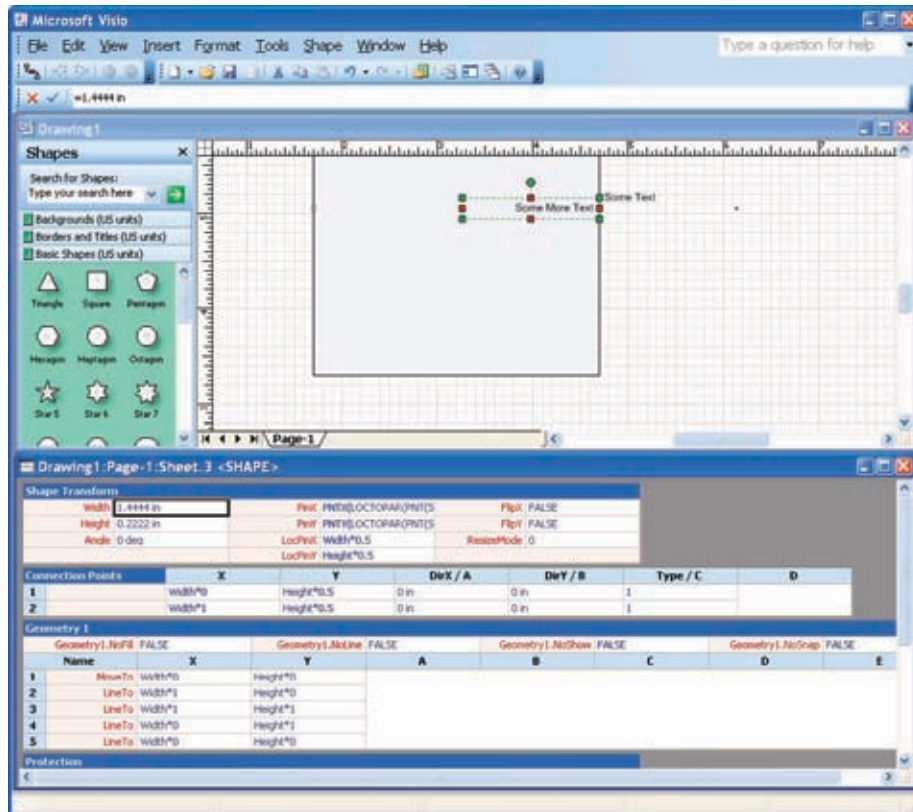 Microsoft Visio
File Edit View Insert Format Tools Shape Window Help
Type a question for help
=1.4444 in
Drawing1
Shapes
Search for Shapes:
Type your search here
Backgrounds (US units)
Borders and Titles (US units)
Basic Shapes (US units)
Triangle Square Pentagon
Hexagon Heptagon Octagon
Star 5 Star 6 Star 7
Some Text
Some More Text
Page-1
Drawing1:Page-1:Sheet.3 <SHAPE>
Shape Transform
Width 1.4444 in PinX PNTX(LOCTOPAR(PNT(S FlipX FALSE
Height 0.2222 in PinY PNTY(LOCTOPAR(PNT(S FlipY FALSE
Angle 0 deg LocPinX Width*0.5 ResizeMode 0
LocPinY Height*0.5
Connection Points X Y DirX / A DirY / B Type / C D
1 Width*0 Height*0.5 0 in 0 in 1
2 Width*1 Height*0.5 0 in 0 in 1
Geometry 1
Geometry1.NoFill FALSE Geometry1.NoLine FALSE Geometry1.NoShow FALSE Geometry1.NoSnap FALSE
Name X Y A B C D E
1 MoveTo Width*0 Height*0
2 LineTo Width*1 Height*0
3 LineTo Width*1 Height*1
4 LineTo Width*0 Height*1
5 LineTo Width*0 Height*0
Protection